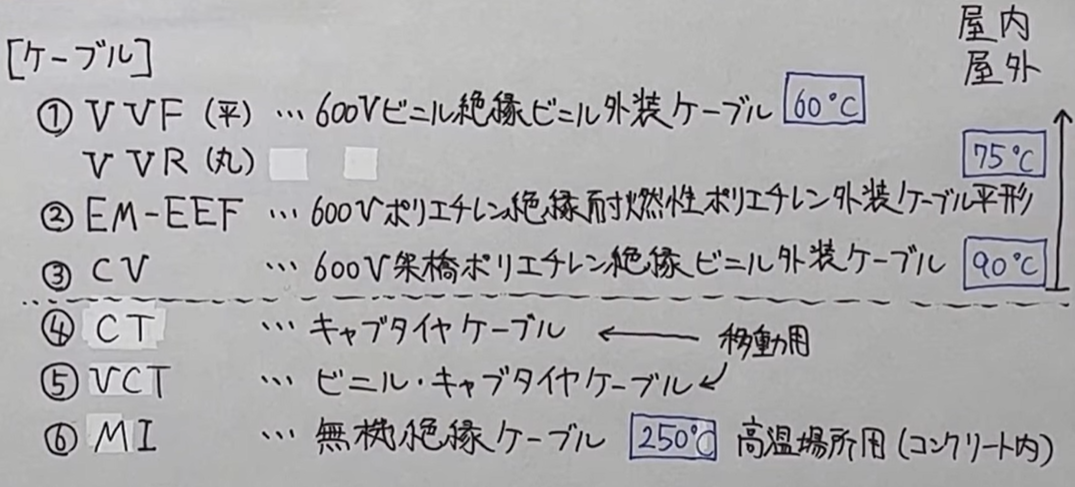 屋内
屋外
[ケーブル]
① VVF (平) … 600Vビニル絶縁ビニル外装ケーブル 60℃
VVR (丸)
75℃
② EM-EEF … 600Vポリエチレン絶縁耐燃性ポリエチレン外装ケーブル平形
③ CV … 600V架橋ポリエチレン絶縁ビニル外装ケーブル 90℃
④ CT … キャブタイヤケーブル ← 移動用
⑤ VCT … ビニル・キャブタイヤケーブル
⑥ MI … 無機絶縁ケーブル 250℃ 高温場所用(コンクリート内)